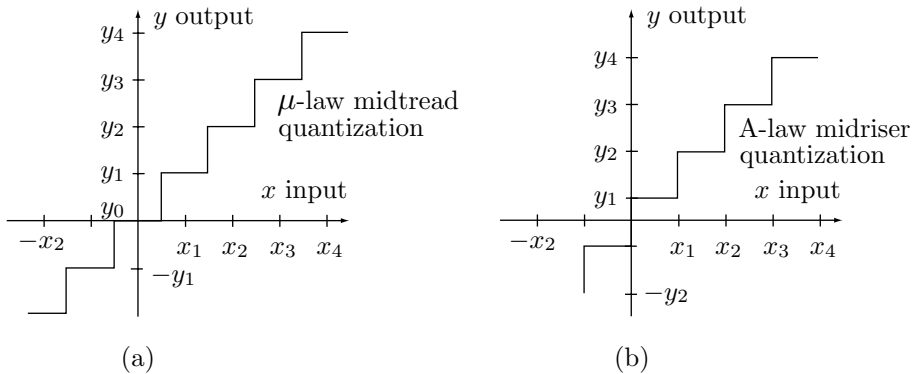 y output
y4
y3
μ-law midtread
quantization
y2
y1
y0
x input
−x2
x1
x2
x3
x4
−y1
(a)
y output
y4
y3
A-law midriser
quantization
y2
y1
x input
−x2
x1
x2
x3
x4
−y2
(b)